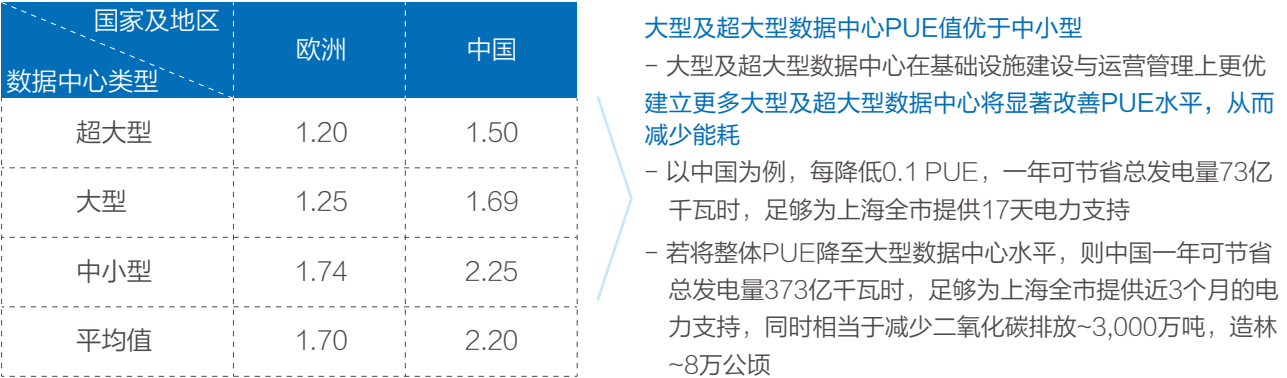 国家及地区
数据中心类型
欧洲
中国
超大型
1.20
1.50
大型
1.25
1.69
中小型
1.74
2.25
平均值
1.70
2.20
大型及超大型数据中心PUE值优于中小型
– 大型及超大型数据中心在基础设施建设与运营管理上更优
建立更多大型及超大型数据中心将显著改善PUE水平，从而
减少能耗
– 以中国为例，每降低0.1 PUE，一年可节省总发电量73亿
千瓦时，足够为上海全市提供17天电力支持
– 若将整体PUE降至大型数据中心水平，则中国一年可节省
总发电量373亿千瓦时，足够为上海全市提供近3个月的电
力支持，同时相当于减少二氧化碳排放~3,000万吨，造林
~8万公顷